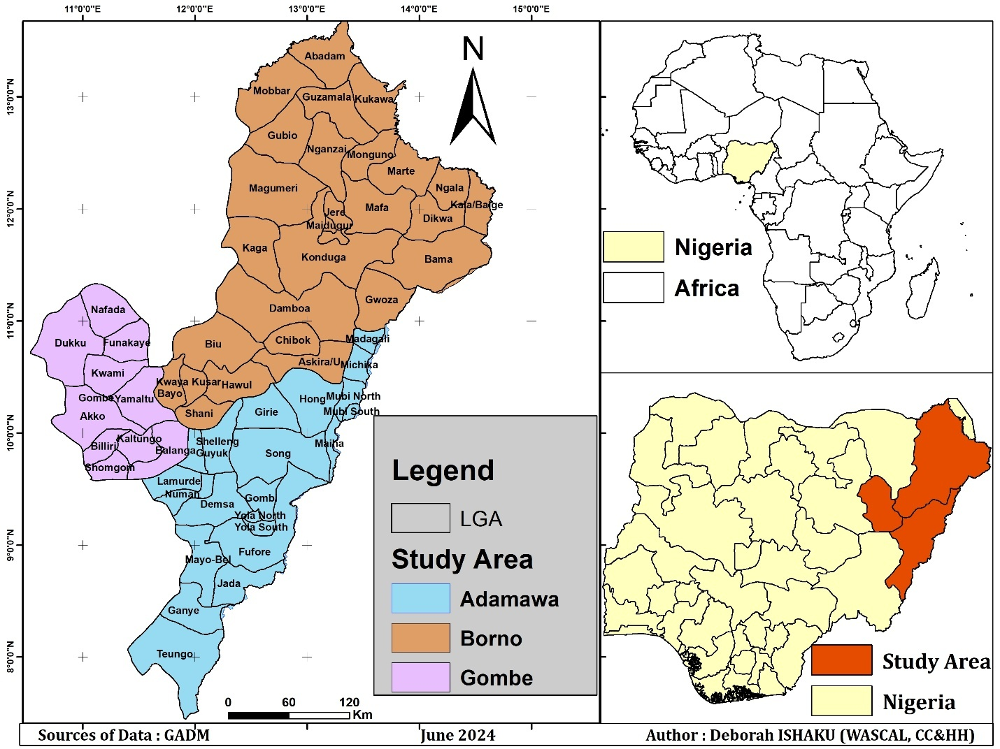 11°0'0"E 12°0'0"E 13°0'0"E 14°0'0"E 15°0'0"E
13°0'0"N
12°0'0"N
11°0'0"N
10°0'0"N
9°0'0"N
8°0'0"N
N
Abadam
Mobbar
Guzamala
Kukawa
Gubio
Nganzai
Monguno
Marte
Magumeri
Ngala
Kala/Balge
Jere
Mafa
Dikwa
Maidugur
Kaga
Konduga
Bama
Gwoza
Damboa
Nafada
Dukku
Funakaye
Biu
Chibok
Madagali
Askira/U
Michika
Kwami
Kwaya Kusar
Hawul
Bayo
Gombe
Yamaltu
Hong
Mubi North
Mubi South
Akko
Shani
Girie
Kaltungo
Billiri
Balanga
Shelleng
Guyuk
Maiha
Song
Shomgom
Lamurde
Numan
Demsa
Gombi
Yola North
Yola South
Fufore
Mayo-Bel
Jada
Ganye
Teungo
0 60 120
Km
Legend
LGA
Study Area
Adamawa
Borno
Gombe
Nigeria
Africa
Study Area
Nigeria
Sources of Data : GADM June 2024 Author : Deborah ISHAKU (WASCAL, CC&HH)